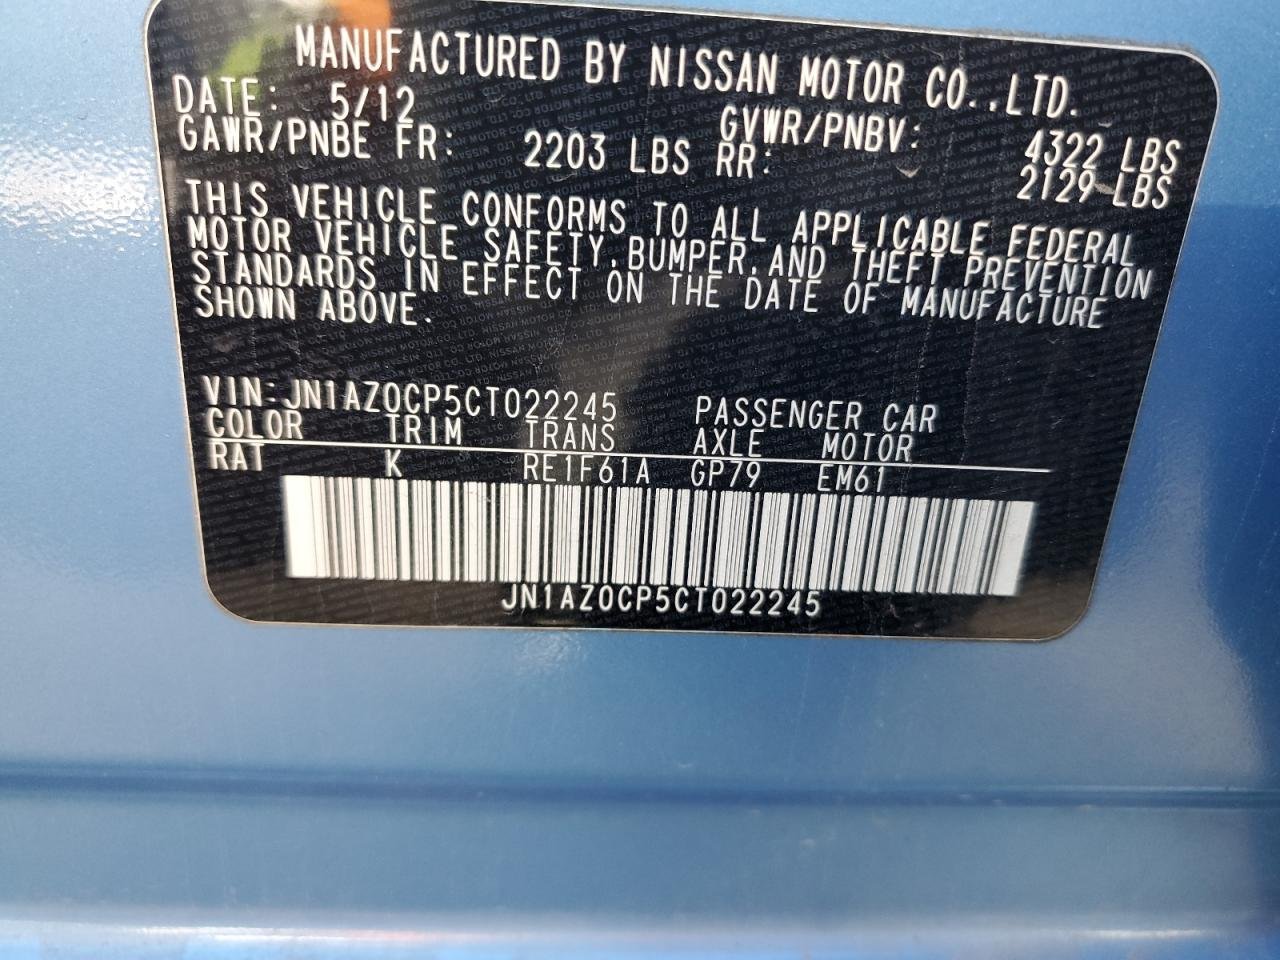 MANUFACTURED BY NISSAN MOTOR CO.,LTD.
DATE: 5/12 GVWR/PNBV: 4322 LBS
GAWR/PNBE FR: 2203 LBS RR: 2129 LBS
THIS VEHICLE CONFORMS TO ALL APPLICABLE FEDERAL
MOTOR VEHICLE SAFETY, BUMPER, AND THEFT PREVENTION
STANDARDS IN EFFECT ON THE DATE OF MANUFACTURE
SHOWN ABOVE.
VIN:JN1AZ0CP5CT022245 PASSENGER CAR
COLOR TRIM TRANS AXLE MOTOR
RAT K RE1F61A GP79 EM61
JN1AZ0CP5CT022245